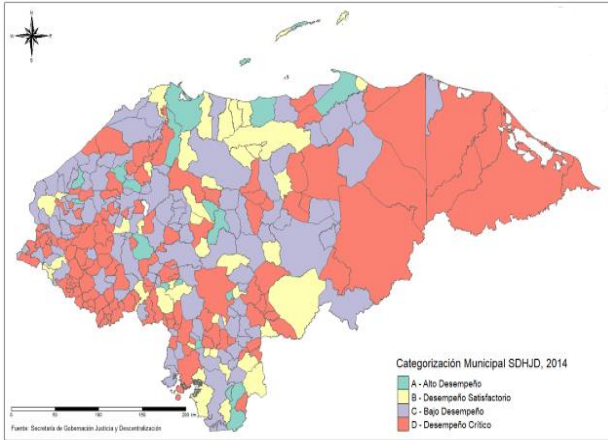 Categorización Municipal SDHJD, 2014
A - Alto Desempeño
B - Desempeño Satisfactorio
C - Bajo Desempeño
D - Desempeño Crítico
Fuente: Secretaría de Gobernación Justicia y Descentralización